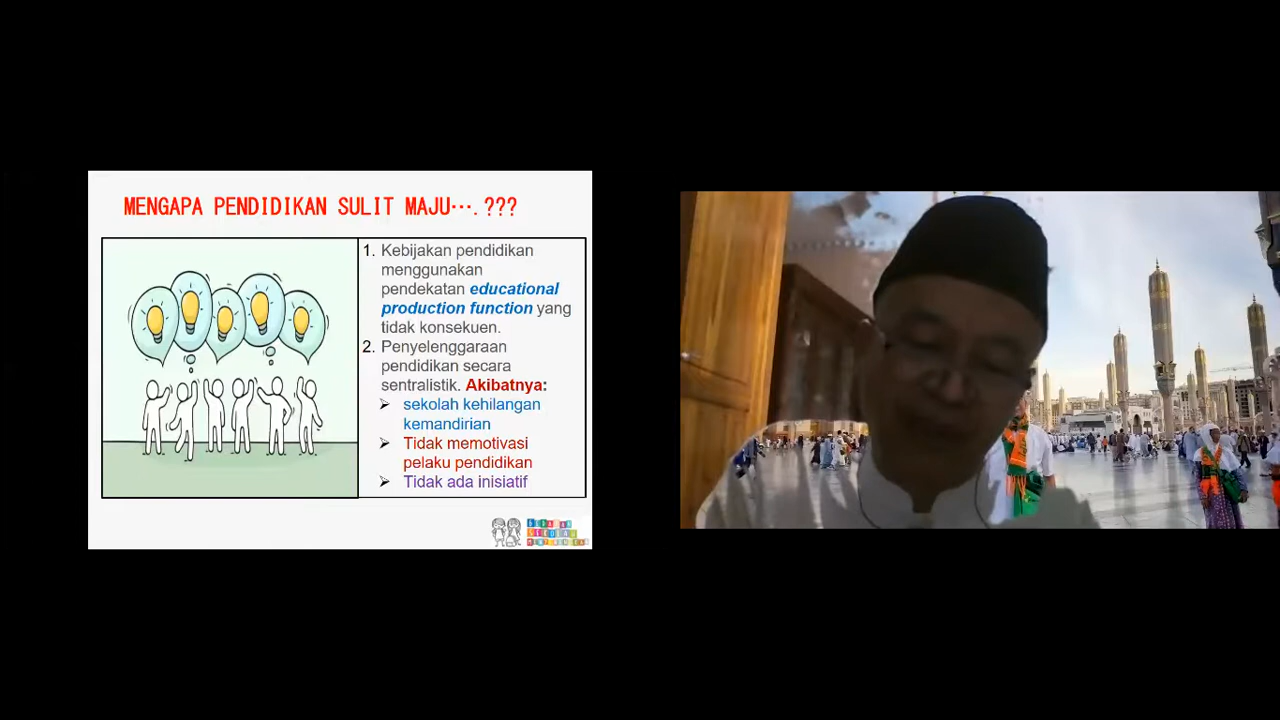 MENGAPA PENDIDIKAN SULIT MAJU….???
1. Kebijakan pendidikan
menggunakan
pendekatan educational
production function yang
tidak konsekuen.
2. Penyelenggaraan
pendidikan secara
sentralistik. Akibatnya:
➢ sekolah kehilangan
kemandirian
➢ Tidak memotivasi
pelaku pendidikan
➢ Tidak ada inisiatif